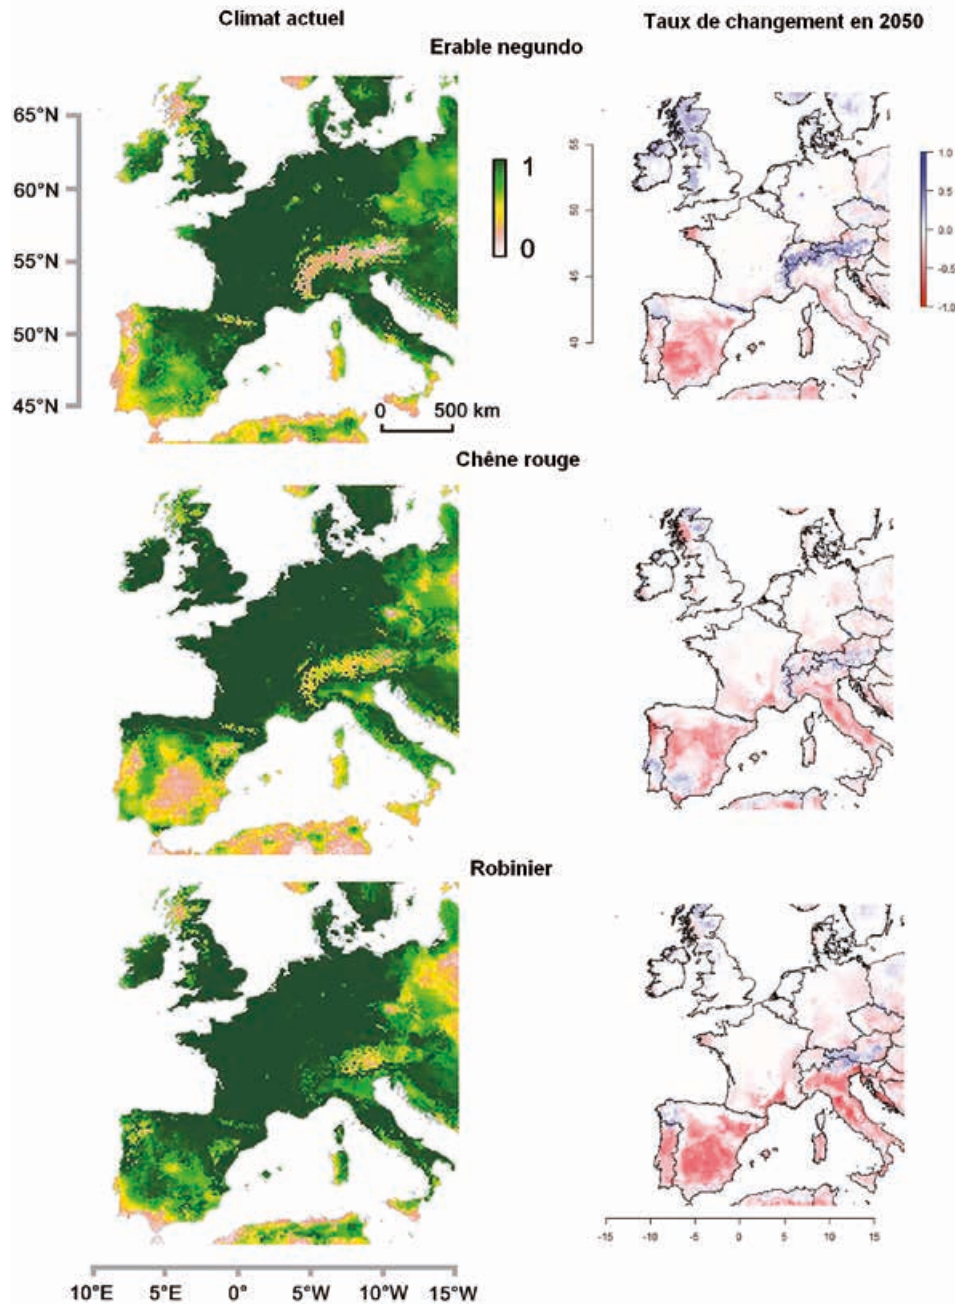 Climat actuel
Taux de changement en 2050
Erable negundo
65°N
60°N
55°N
50°N
45°N
1
0
0 500 km
55
50
45
40
1.0
0.5
0.0
-0.5
-1.0
Chêne rouge
Robinier
10°E 5°E 0° 5°W 10°W 15°W
-15 -10 -5 0 5 10 15